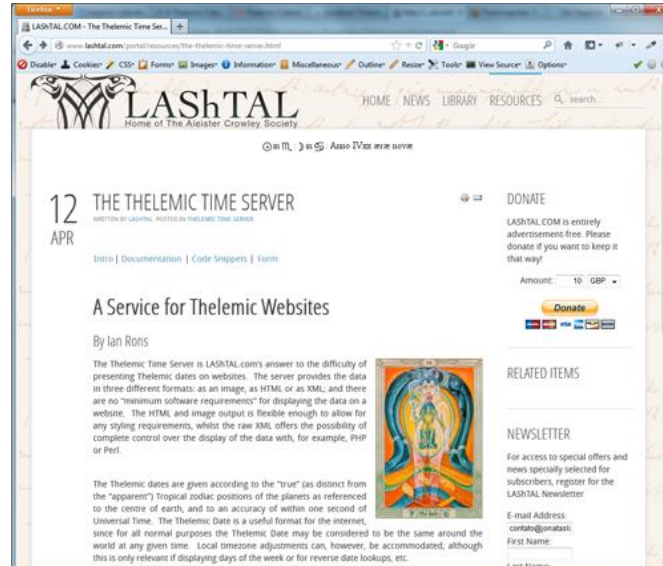 Firefox
LAShTAL.COM - The Thelemic Time Ser...
www.lashtal.com/portal/resources/the-thelemic-time-server.html
Google
Disable Cookies CSS Forms Images Information Miscellaneous Outline Resize Tools View Source Options
LAShTAL
Home of The Aleister Crowley Society
HOME / NEWS LIBRARY RESOURCES search...
☉ in ♏ : ☽ in ♋ : Anno IVxx æræ novæ
12
APR
THE THELEMIC TIME SERVER
WRITTEN BY LASHTAL. POSTED IN THELEMIC TIME SERVER
Intro | Documentation | Code Snippets | Form
A Service for Thelemic Websites
By Ian Rons
The Thelemic Time Server is LAShTAL.com's answer to the difficulty of
presenting Thelemic dates on websites. The server provides the data
in three different formats: as an image, as HTML or as XML; and there
are no "minimum software requirements" for displaying the data on a
website. The HTML and image output is flexible enough to allow for
any styling requirements, whilst the raw XML offers the possibility of
complete control over the display of the data with, for example, PHP
or Perl.
The Thelemic dates are given according to the "true" (as distinct from
the "apparent") Tropical zodiac positions of the planets as referenced
to the centre of earth, and to an accuracy of within one second of
Universal Time. The Thelemic Date is a useful format for the internet,
since for all normal purposes the Thelemic Date may be considered to be the same around the
world at any given time. Local timezone adjustments can, however, be accommodated, although
this is only relevant if displaying days of the week or for reverse date lookups, etc.
DONATE
LAShTAL.COM is entirely
advertisement-free. Please
donate if you want to keep it
that way!
Amount: 10 GBP
Donate
RELATED ITEMS
NEWSLETTER
For access to special offers and
news specially selected for
subscribers, register for the
LAShTAL Newsletter
E-mail Address:
First Name:
Last Name: